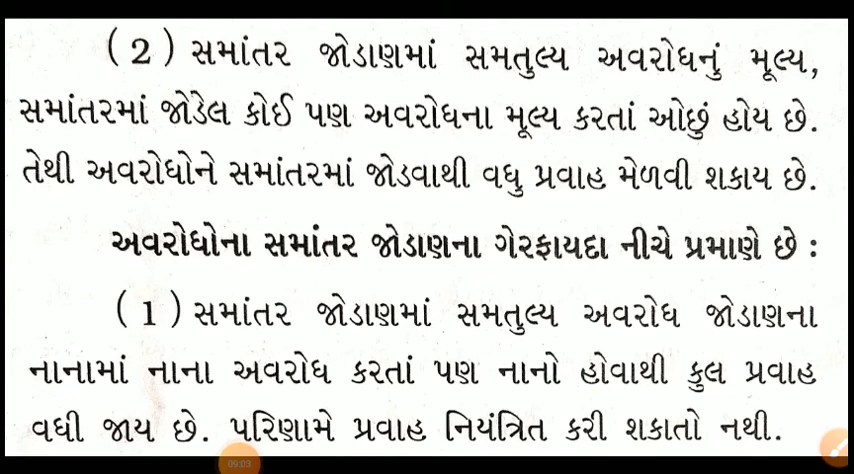 (2) સમાંતર જોડાણમાં સમતુલ્ય અવરોધનું મૂલ્ય,
સમાંતરમાં જોડેલ કોઈ પણ અવરોધના મૂલ્ય કરતાં ઓછું હોય છે.
તેથી અવરોધોને સમાંતરમાં જોડવાથી વધુ પ્રવાહ મેળવી શકાય છે.
અવરોધોના સમાંતર જોડાણના ગેરફાયદા નીચે પ્રમાણે છે :
(1) સમાંતર જોડાણમાં સમતુલ્ય અવરોધ જોડાણના
નાનામાં નાના અવરોધ કરતાં પણ નાનો હોવાથી કુલ પ્રવાહ
વધી જાય છે. પરિણામે પ્રવાહ નિયંત્રિત કરી શકાતો નથી.
09:03